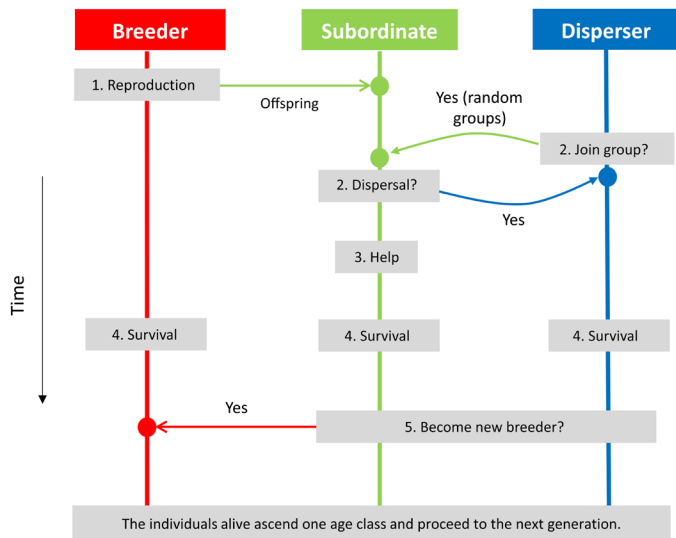 Breeder
Subordinate
Disperser
1. Reproduction
Offspring
Yes (random
groups)
2. Join group?
2. Dispersal?
Yes
3. Help
Time
4. Survival
4. Survival
4. Survival
Yes
5. Become new breeder?
The individuals alive ascend one age class and proceed to the next generation.